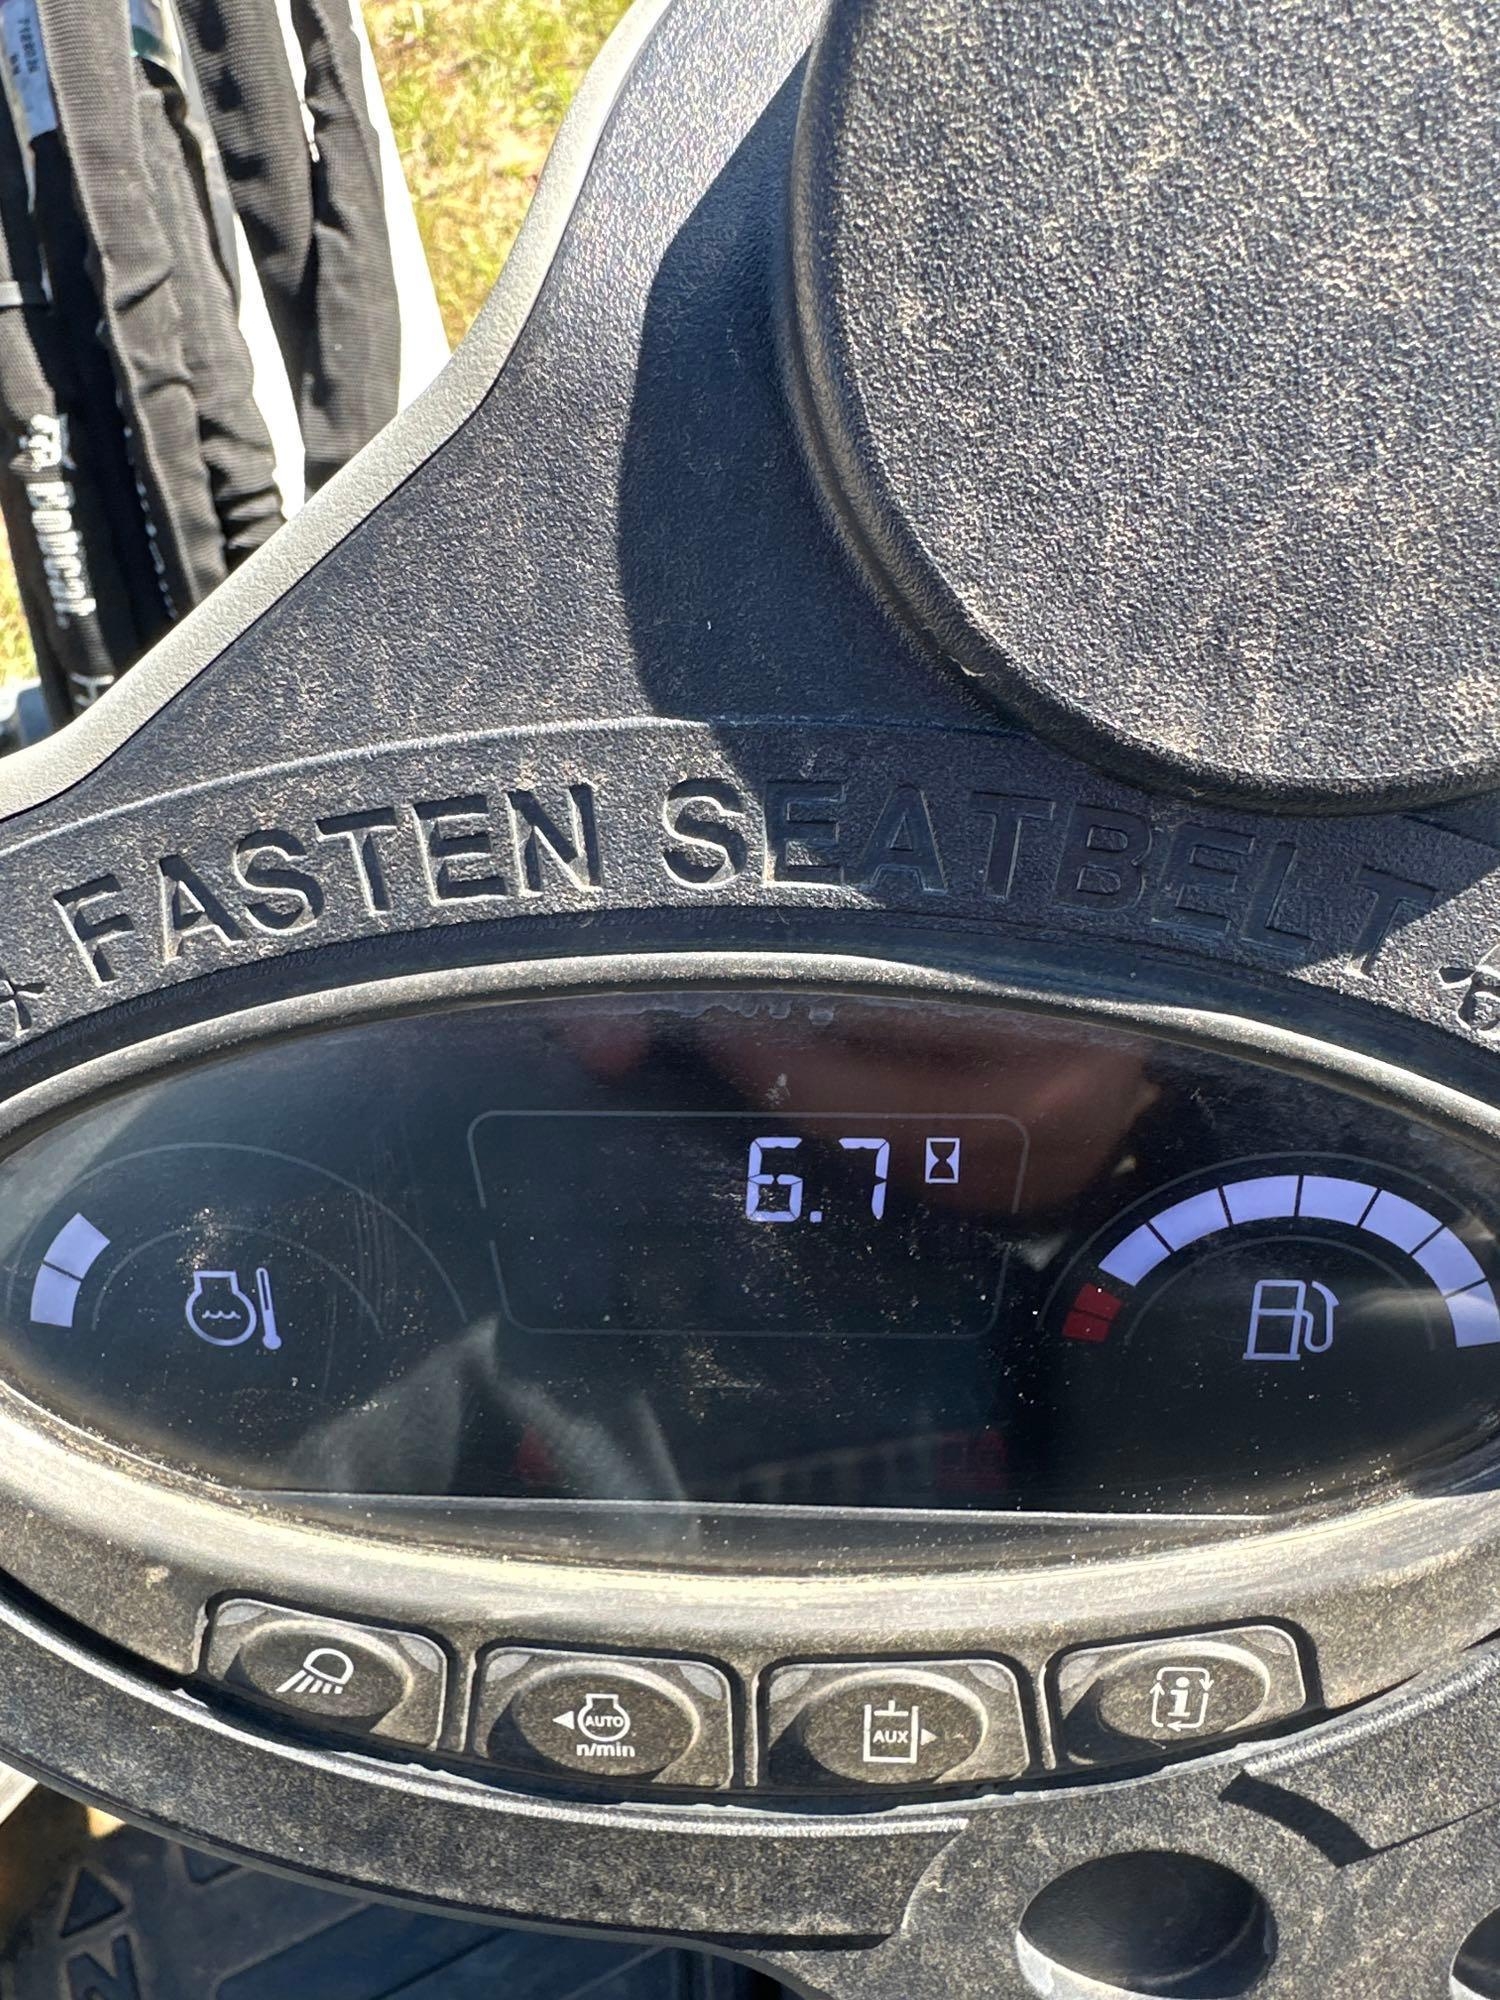 FASTEN SEATBELT
6.7
AUTO
n/min
AUX
i